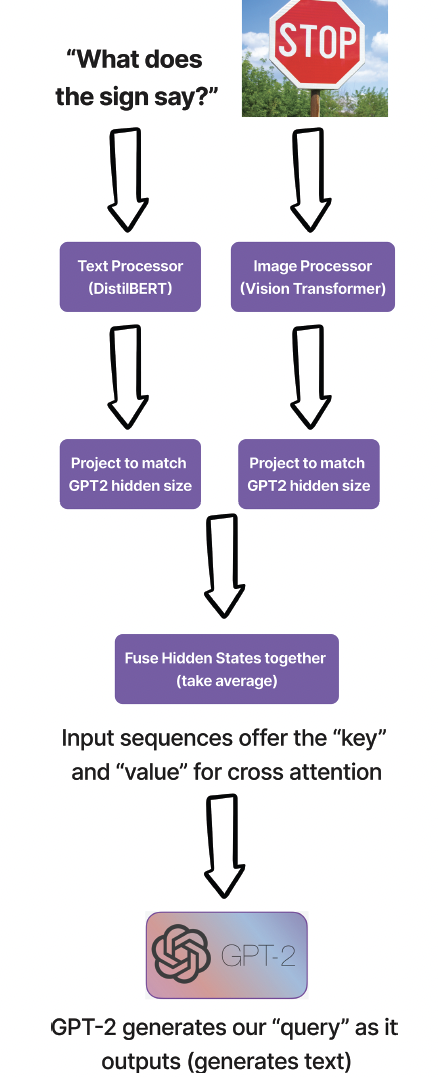 “What does
the sign say?”
STOP
Text Processor
(DistilBERT)
Image Processor
(Vision Transformer)
Project to match
GPT2 hidden size
Project to match
GPT2 hidden size
Fuse Hidden States together
(take average)
Input sequences offer the “key”
and “value” for cross attention
GPT-2
GPT-2 generates our “query” as it
outputs (generates text)